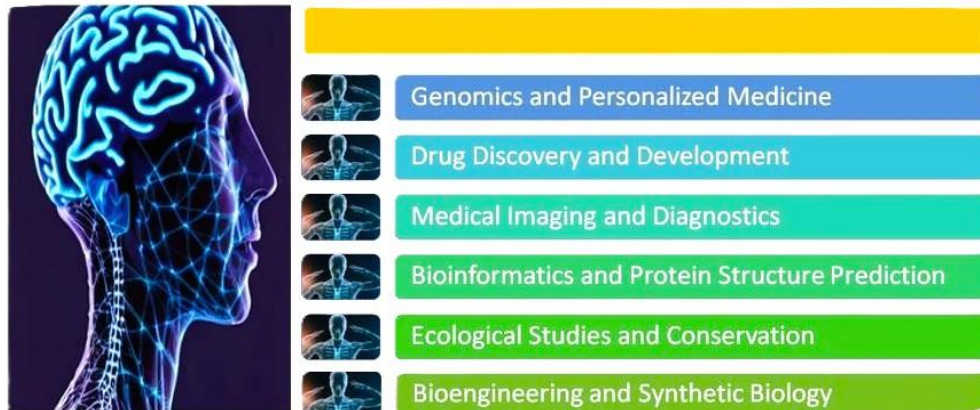 Genomics and Personalized Medicine
Drug Discovery and Development
Medical Imaging and Diagnostics
Bioinformatics and Protein Structure Prediction
Ecological Studies and Conservation
Bioengineering and Synthetic Biology